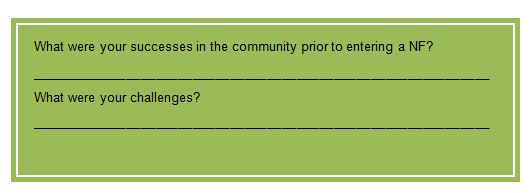 What were your successes in the community prior to entering a NF?
What were your challenges?